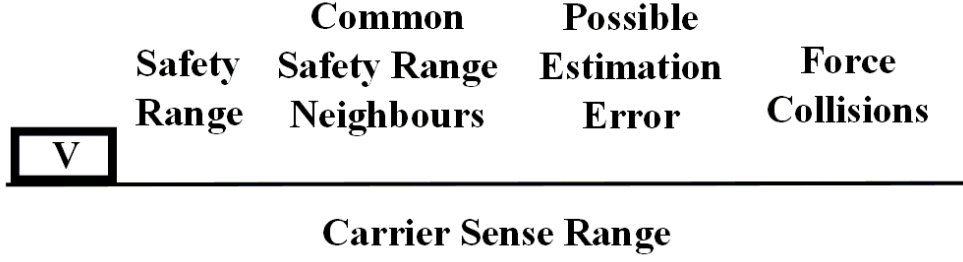 V
Safety
Range
Common
Safety Range
Neighbours
Possible
Estimation
Error
Force
Collisions
Carrier Sense Range